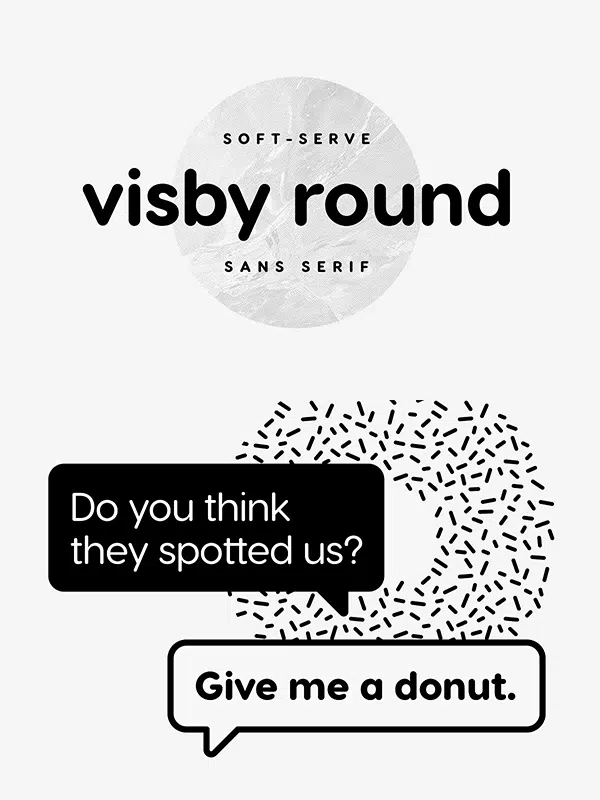 SOFT-SERVE
visby round
SANS SERIF
Do you think
they spotted us?
Give me a donut.